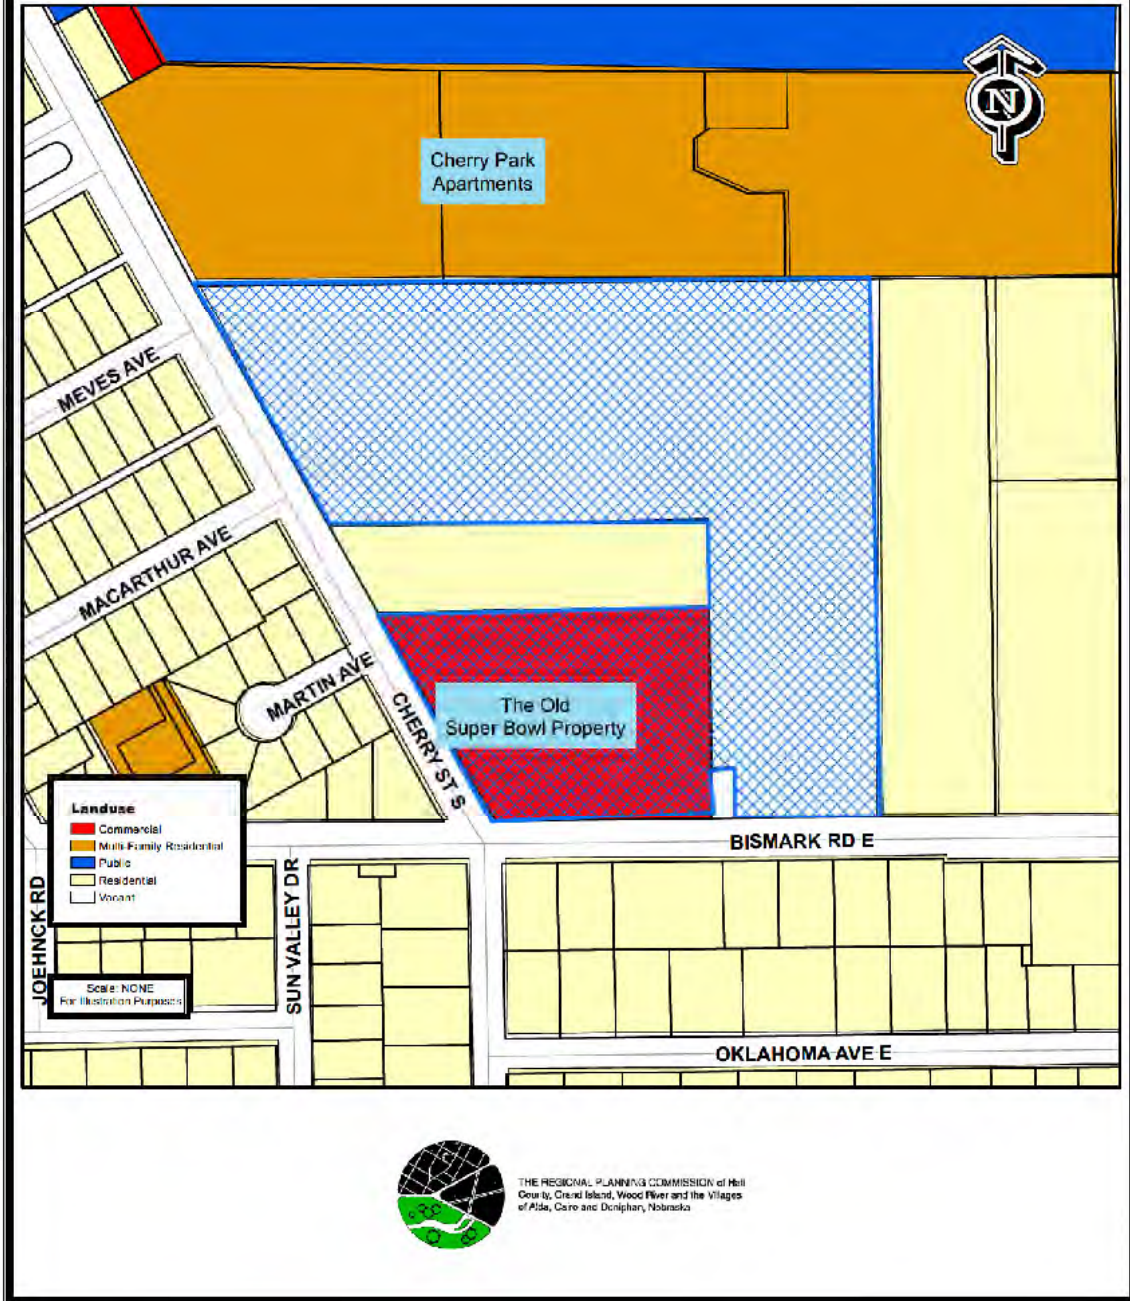 N
Cherry Park
Apartments
MEVES AVE
MACARTHUR AVE
MARTIN AVE
CHERRY ST S
The Old
Super Bowl Property
Landuse
Commercial
Multi-Family Residential
Public
Residential
Vacant
BISMARK RD E
JOEHNCK RD
SUN VALLEY DR
Scale: NONE
For Illustration Purposes
OKLAHOMA AVE E
THE REGIONAL PLANNING COMMISSION of Hall
County, Grand Island, Wood River and the Villages
of Alda, Cairo and Doniphan, Nebraska